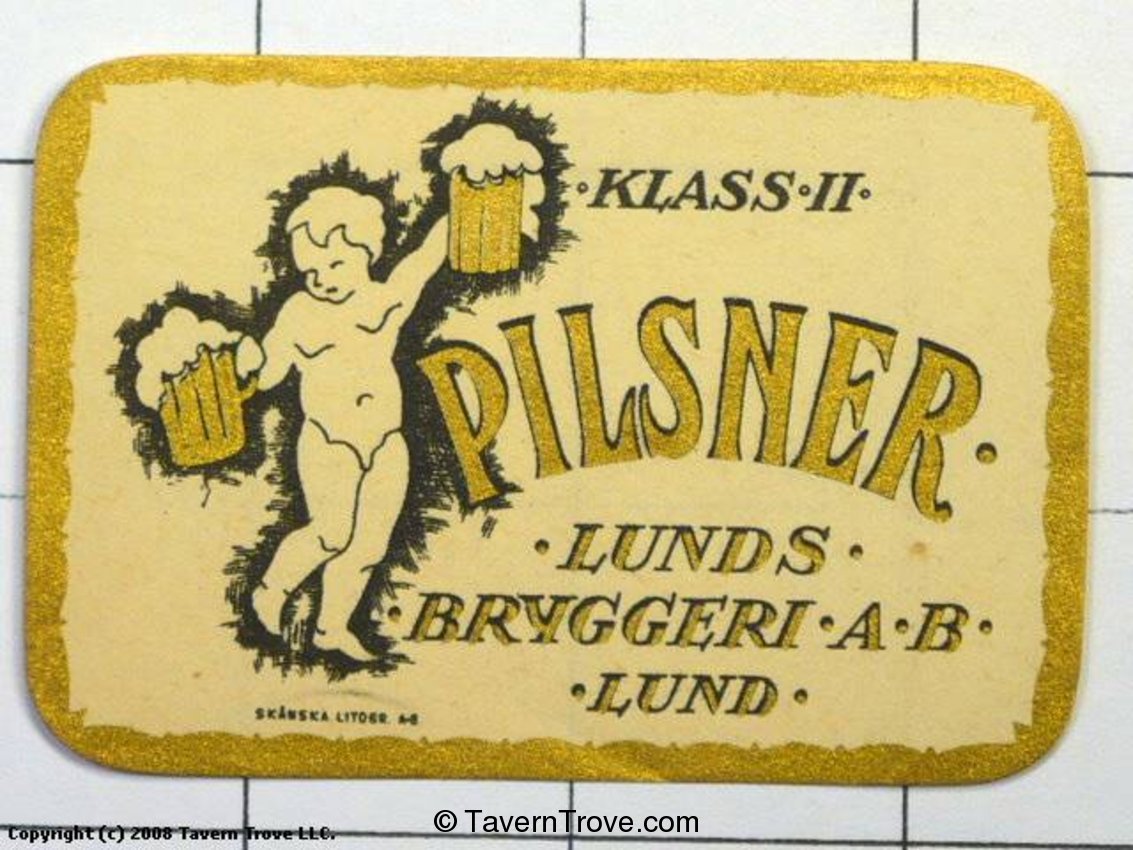 ·KLASS·II·
PILSNER·
·LUNDS·
·BRYGGERI·A·B·
·LUND·
SKÅNSKA LITOGR. A-B
Copyright (c) 2008 Tavern Trove LLC.
© TavernTrove.com